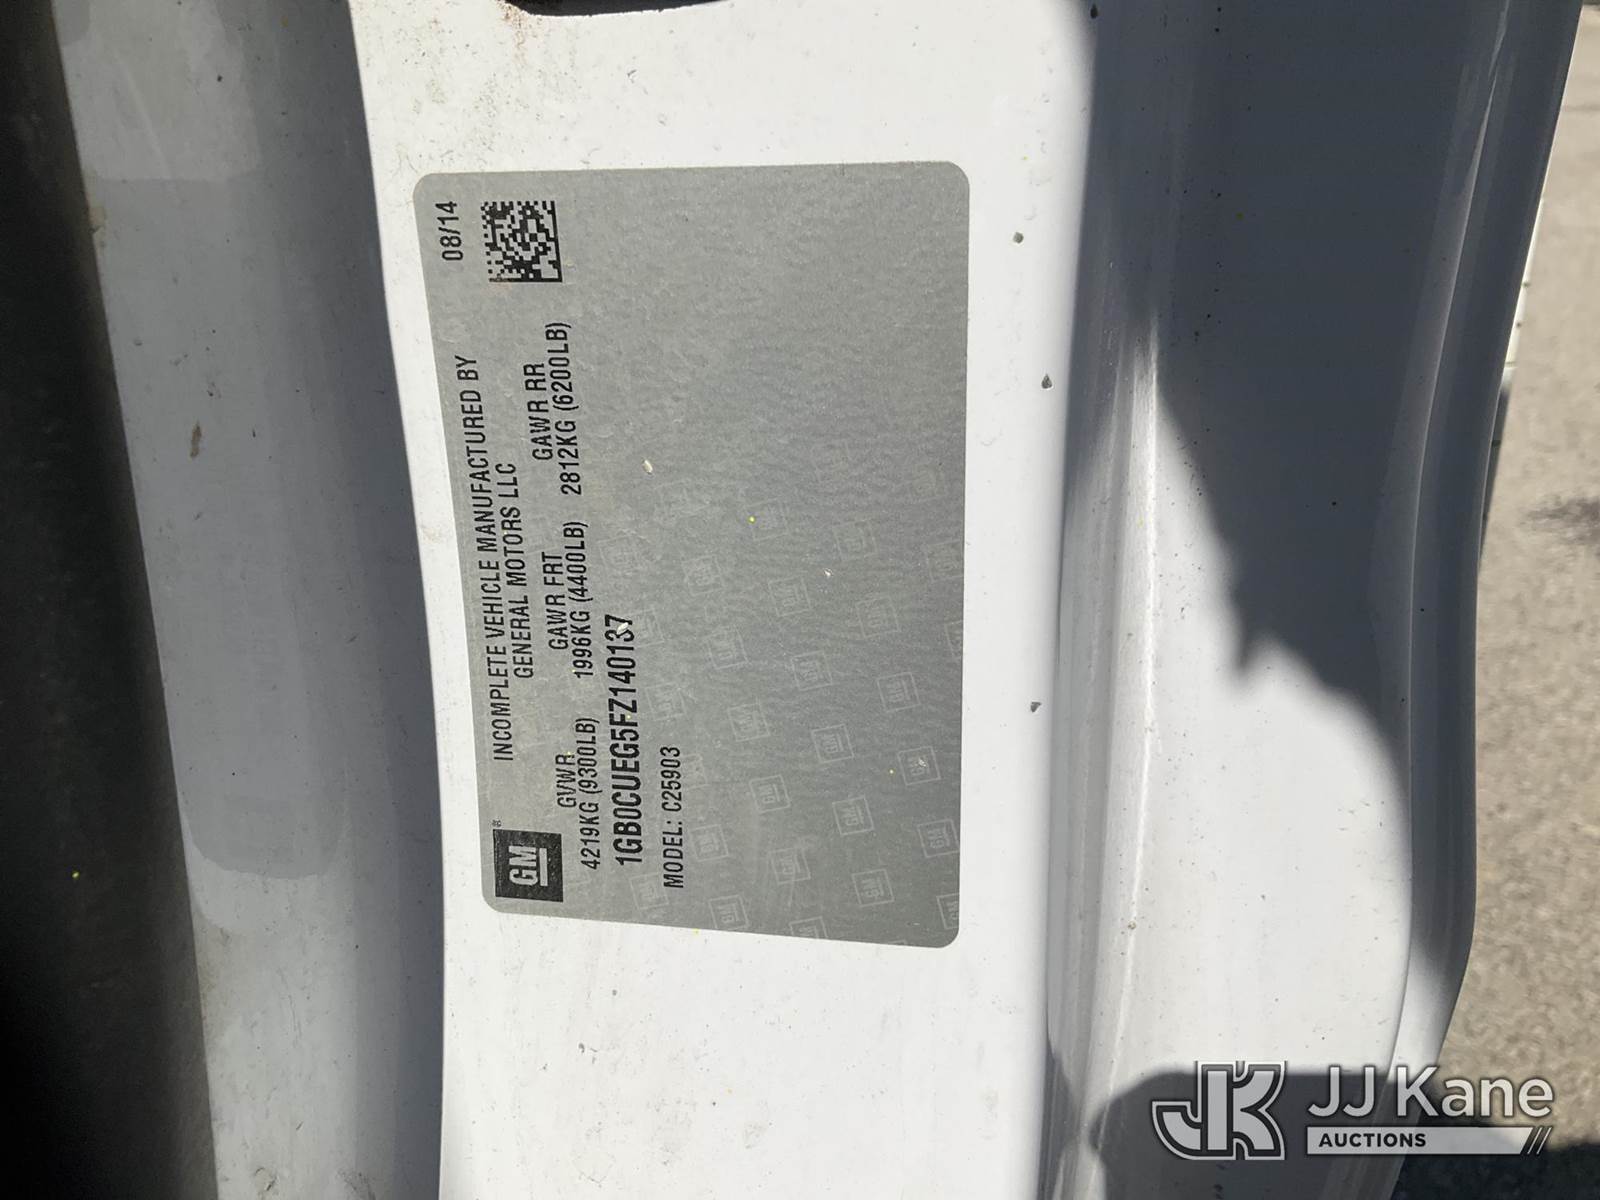 08/14
INCOMPLETE VEHICLE MANUFACTURED BY
GENERAL MOTORS LLC
GM
GVWR GAWR FRT GAWR RR
4219KG (9300LB) 1996KG (4400LB) 2812KG (6200LB)
1GB0CUEG5FZ140137
MODEL: C25903
JK JJ Kane
AUCTIONS